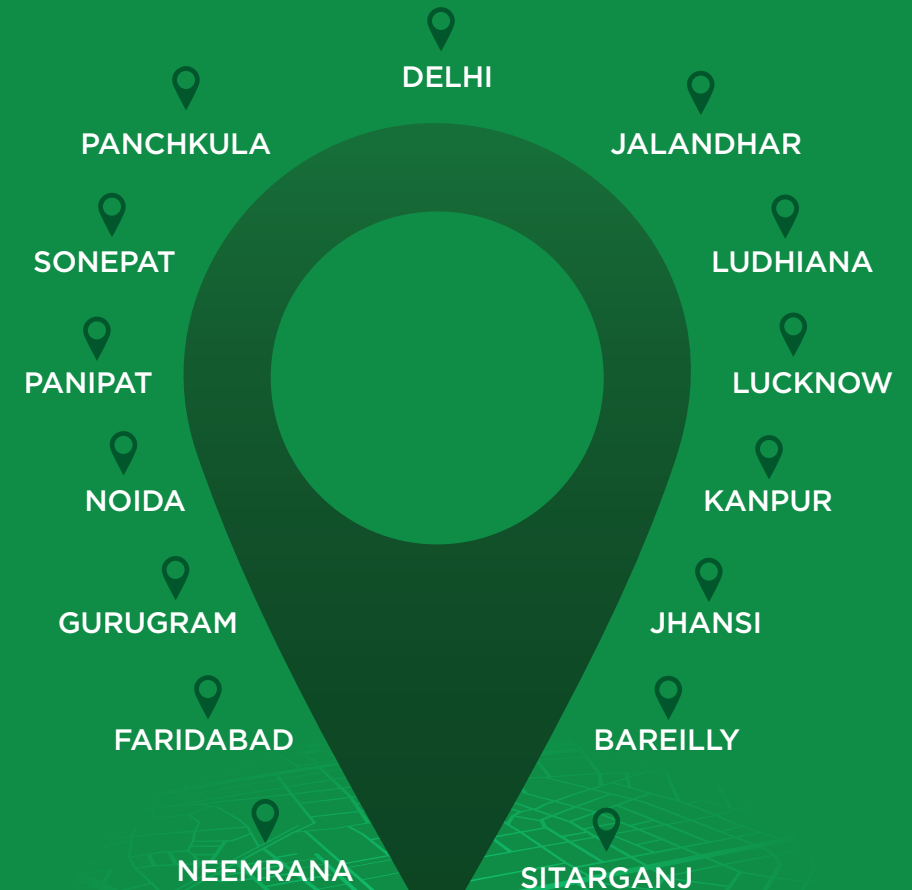 DELHI
PANCHKULA
JALANDHAR
SONEPAT
LUDHIANA
PANIPAT
LUCKNOW
NOIDA
KANPUR
GURUGRAM
JHANSI
FARIDABAD
BAREILLY
NEEMRANA
SITARGANJ